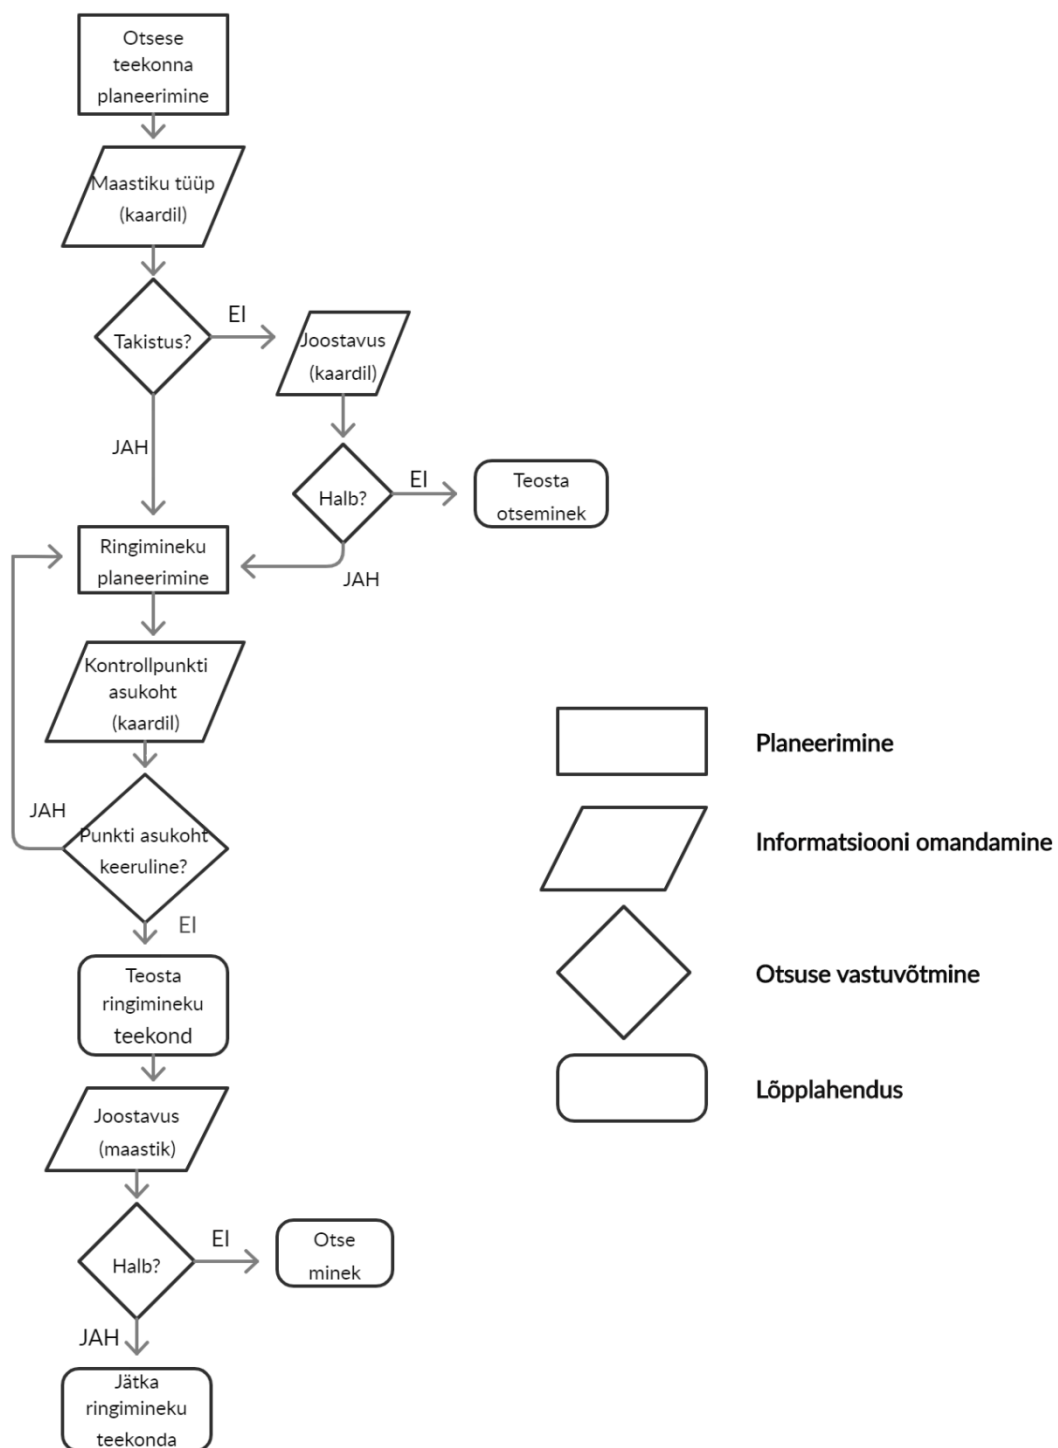 Otsese
teekonna
planeerimine
Maastiku tüüp
(kaardil)
Takistus?
EI
JAH
Joostavus
(kaardil)
Halb?
EI
JAH
Teosta
otseminek
Ringimineku
planeerimine
Kontrollpunkti
asukoht
(kaardil)
JAH
Punkti asukoht
keeruline?
EI
Teosta
ringimineku
teekond
Joostavus
(maastik)
Halb?
EI
Otse
minek
JAH
Jätka
ringimineku
teekonda
Planeerimine
Informatsiooni omandamine
Otsuse vastuvõtmine
Lõpplahendus